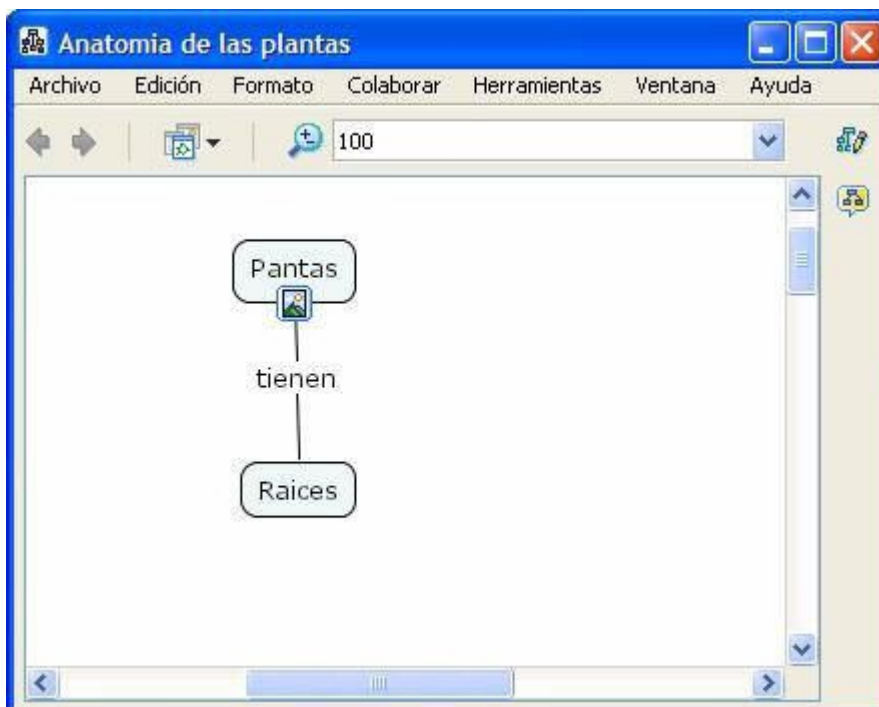 Anatomia de las plantas
Archivo Edición Formato Colaborar Herramientas Ventana Ayuda
100
Pantas
tienen
Raices